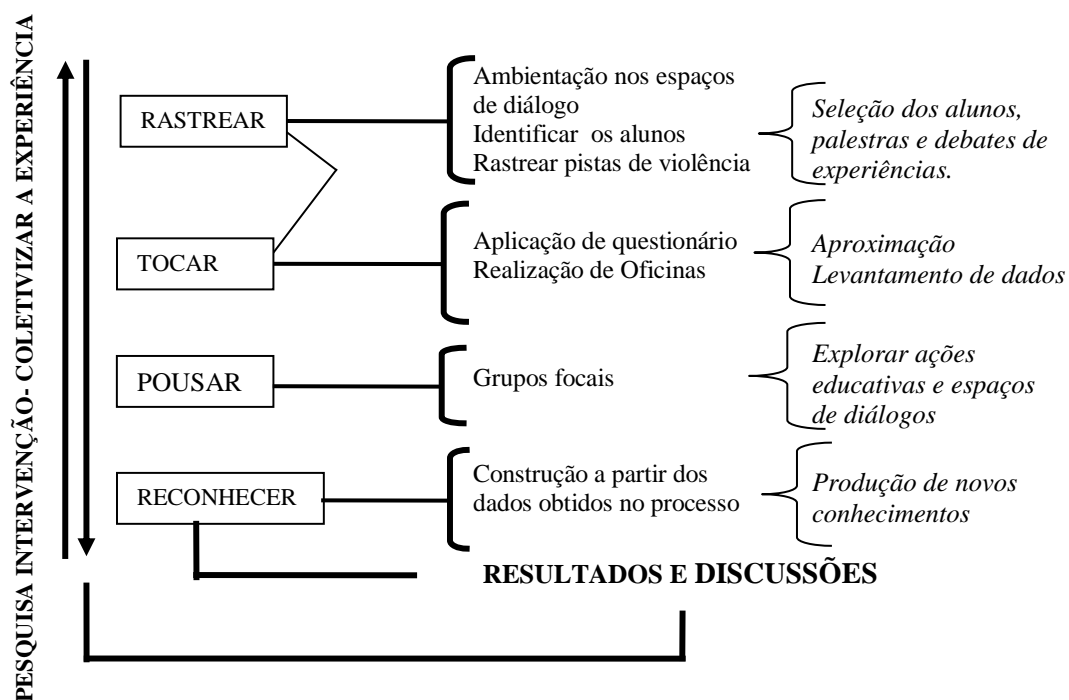 PESQUISA INTERVENÇÃO- COLETIVIZAR A EXPERIÊNCIA
RASTREAR
Ambientação nos espaços
de diálogo
Identificar os alunos
Rastrear pistas de violência
Seleção dos alunos,
palestras e debates de
experiências.
TOCAR
Aplicação de questionário
Realização de Oficinas
Aproximação
Levantamento de dados
POUSAR
Grupos focais
Explorar ações
educativas e espaços
de diálogos
RECONHECER
Construção a partir dos
dados obtidos no processo
Produção de novos
conhecimentos
RESULTADOS E DISCUSSÕES